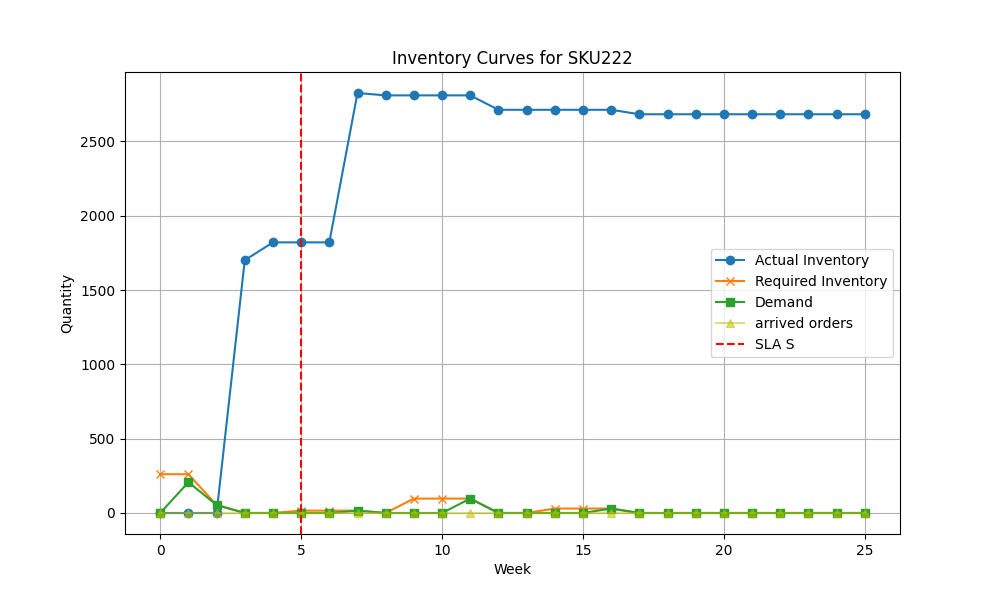 Inventory Curves for SKU222
Quantity
2500
2000
1500
1000
500
0
Actual Inventory
Required Inventory
Demand
arrived orders
SLA S
0 5 10 15 20 25
Week